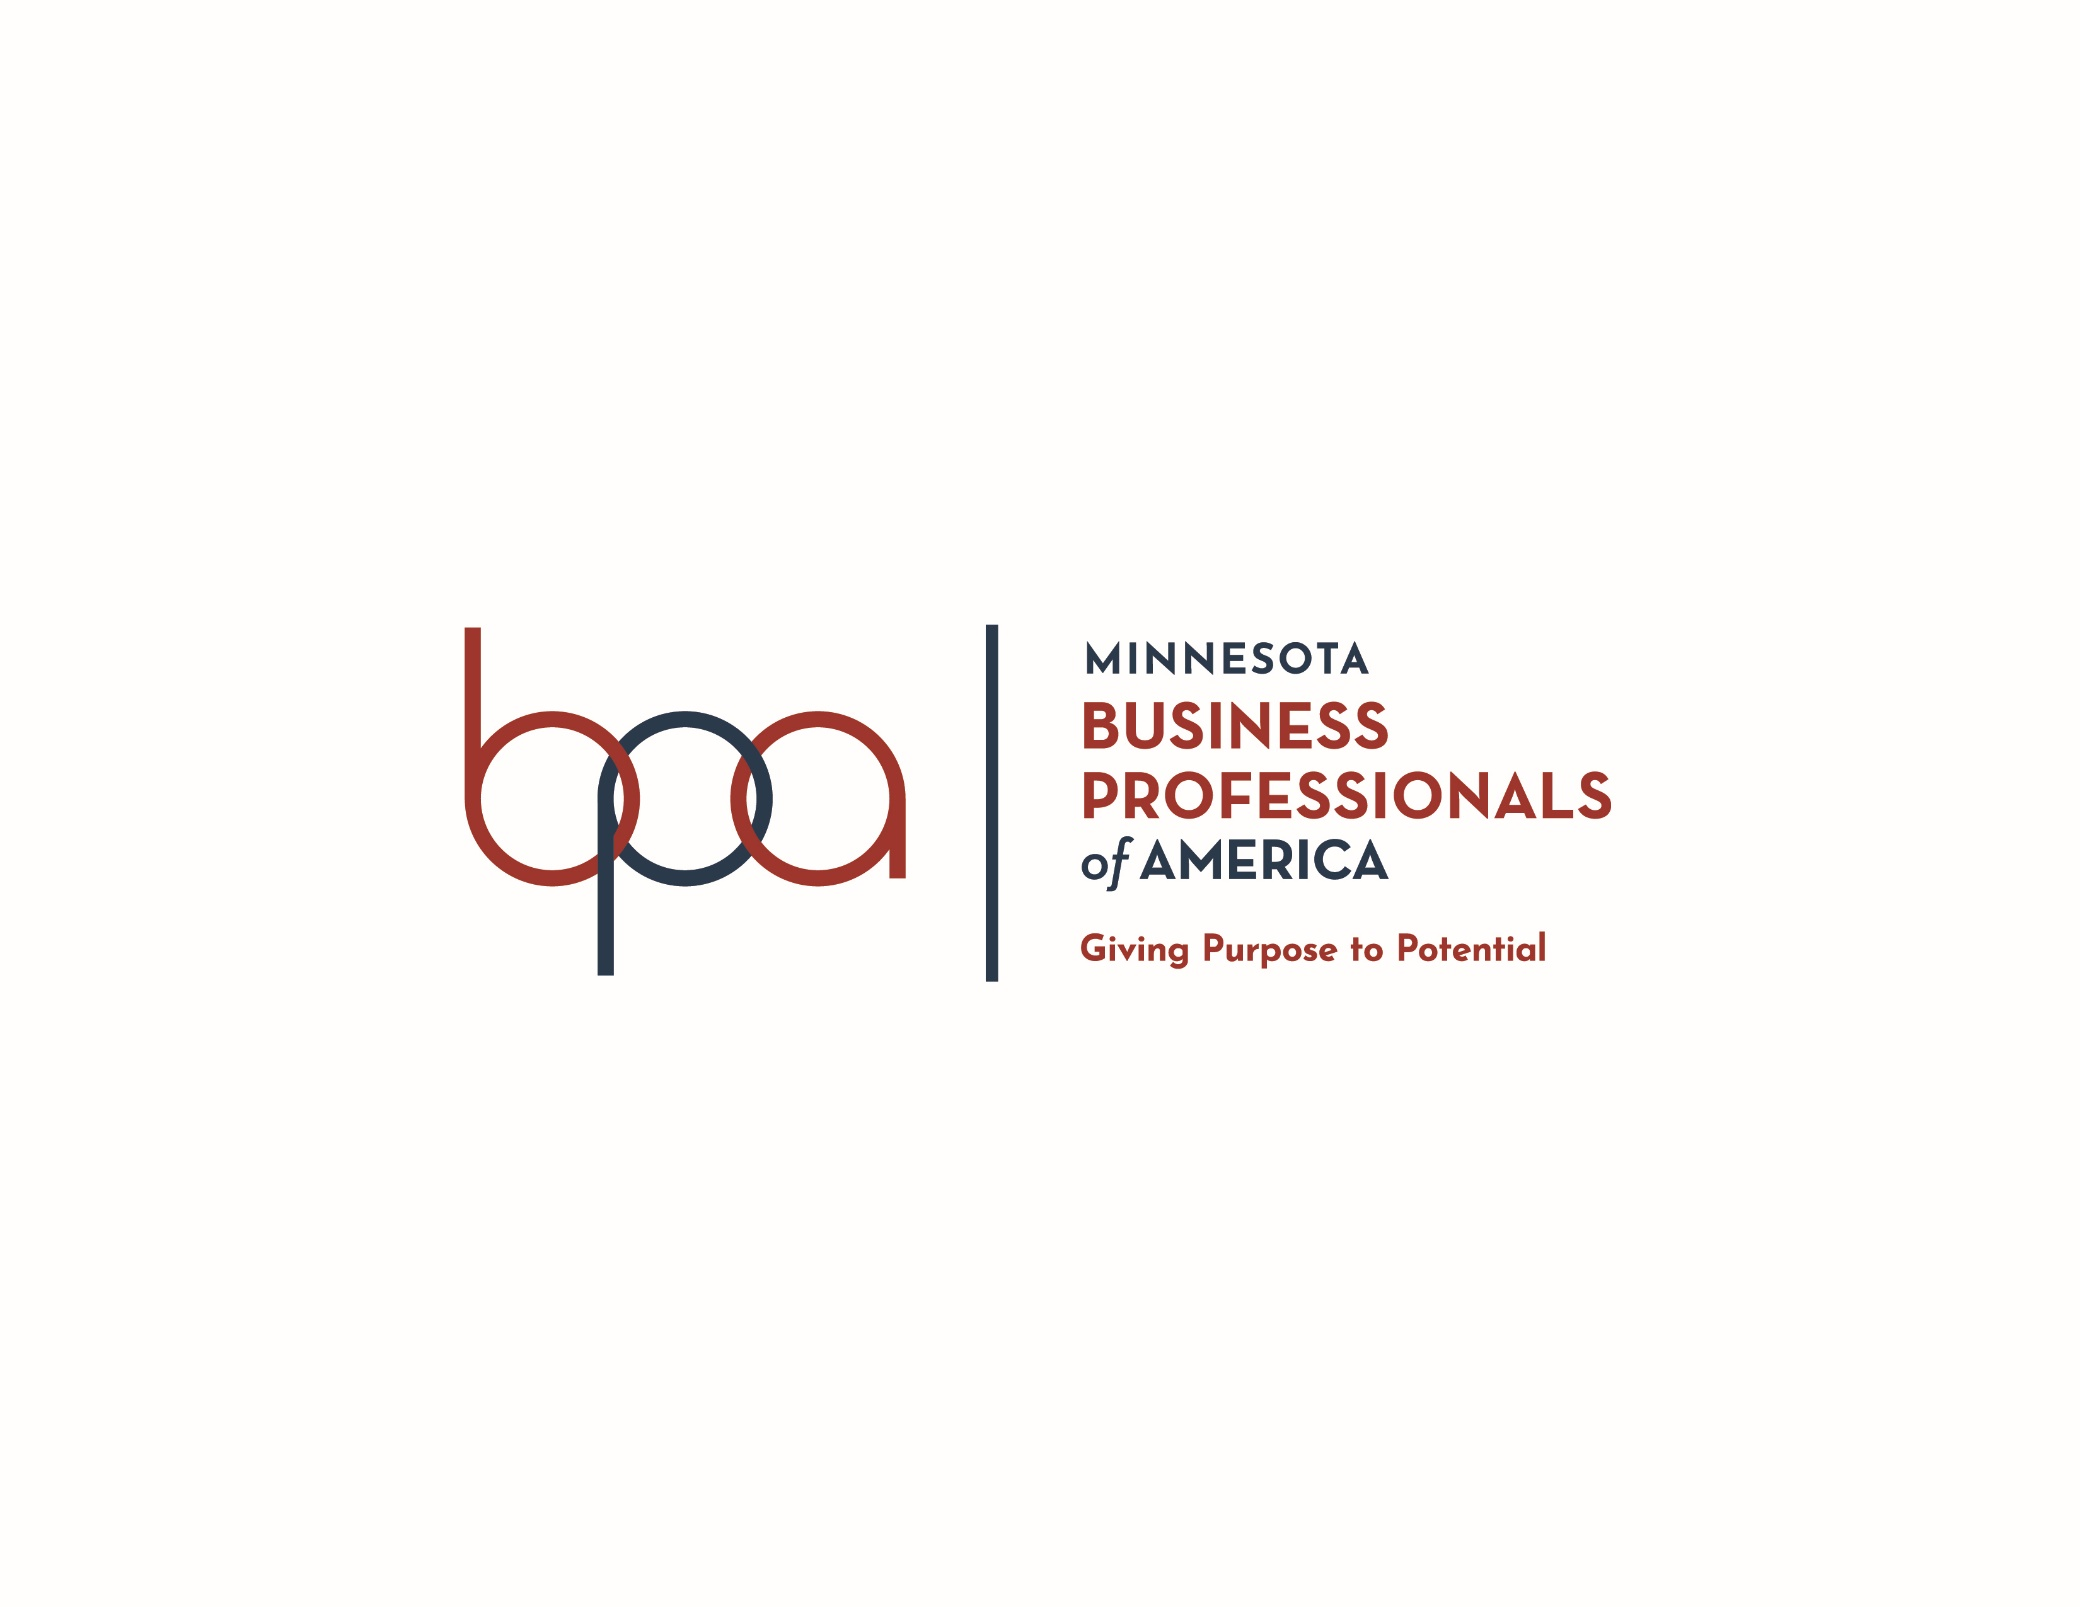 bpa
MINNESOTA
BUSINESS
PROFESSIONALS
of AMERICA
Giving Purpose to Potential